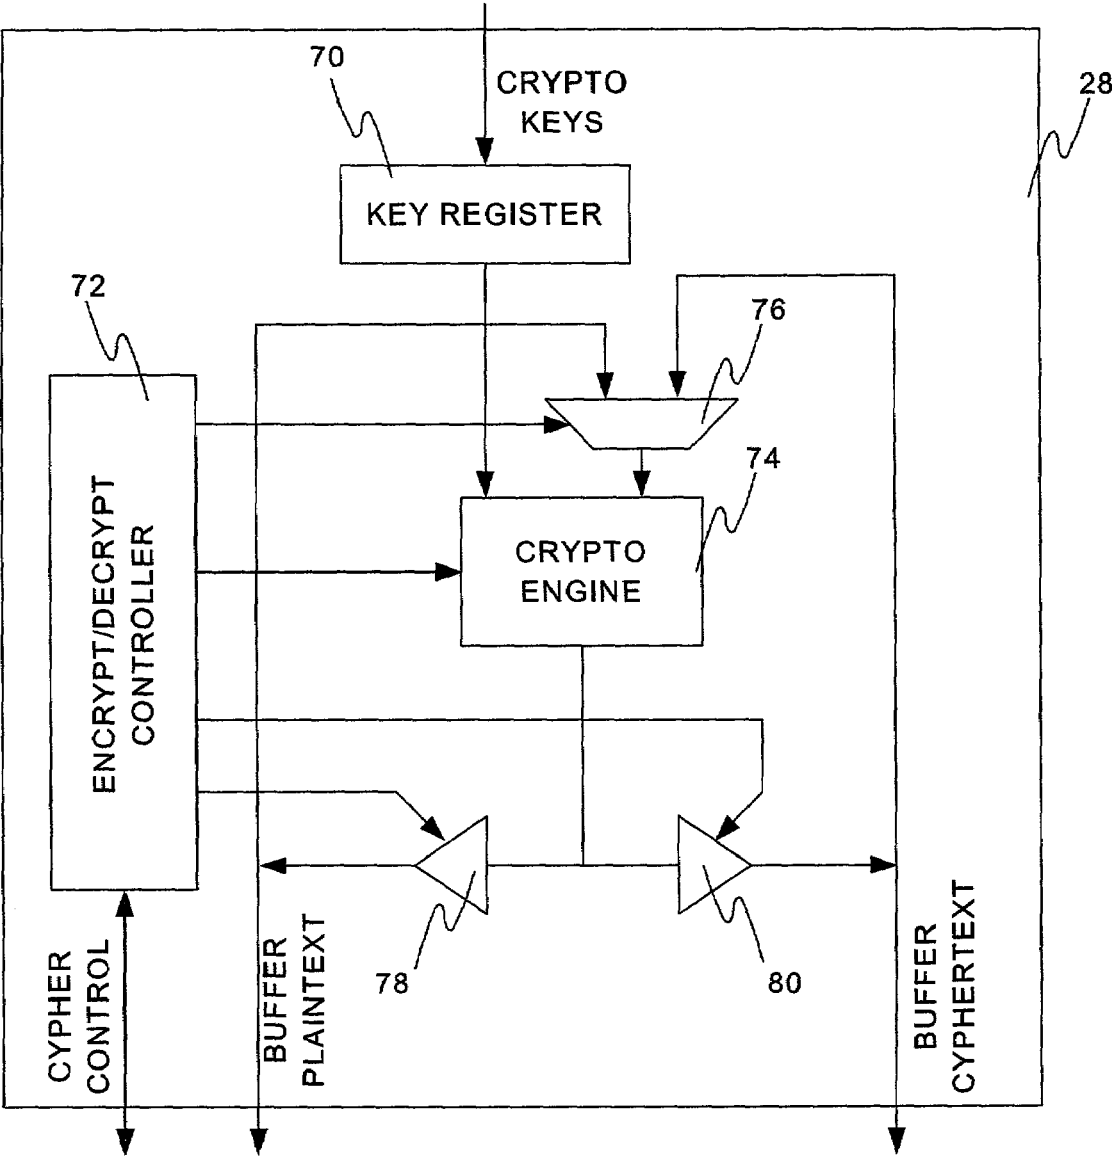 70
CRYPTO
KEYS
28
KEY REGISTER
72
76
74
ENCRYPT/DECRYPT
CONTROLLER
CRYPTO
ENGINE
78
80
CYPHER
CONTROL
BUFFER
PLAINTEXT
BUFFER
CYPHERTEXT